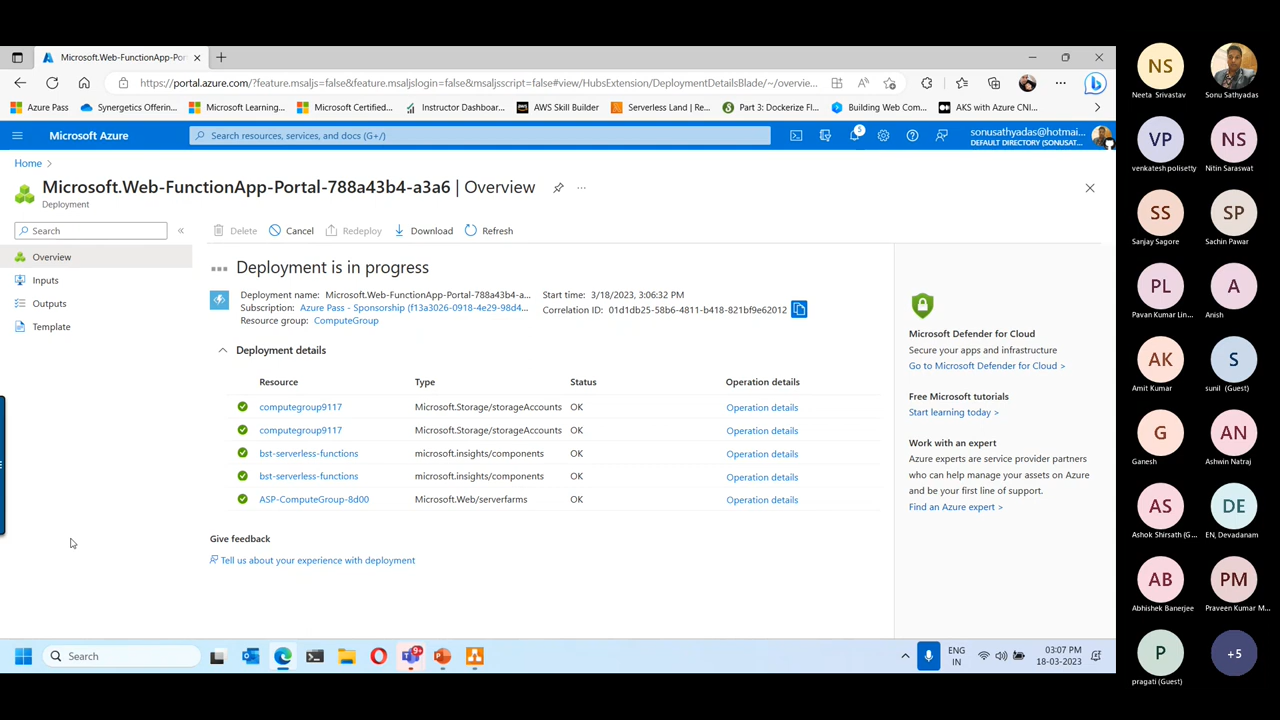 Microsoft.Web-FunctionApp-Por
https://portal.azure.com/?feature.msaljs=false&feature.msaljslogin=false&msaljsscript=false#view/HubsExtension/DeploymentDetailsBlade/~/overvie...
Azure Pass
Synergetics Offering...
Microsoft Learning...
Microsoft Certified...
Instructor Dashboar...
AWS Skill Builder
Serverless Land | Re...
Part 3: Dockerize Fl...
Building Web Com...
AKS with Azure CNI...
Microsoft Azure
Search resources, services, and docs (G+/)
5
sonusathyadas@hotmai...
DEFAULT DIRECTORY (SONUSAT...
Home >
Microsoft.Web-FunctionApp-Portal-788a43b4-a3a6 | Overview
Deployment
Search
Delete
Cancel
Redeploy
Download
Refresh
Overview
Inputs
Outputs
Template
Deployment is in progress
Deployment name: Microsoft.Web-FunctionApp-Portal-788a43b4-a...
Subscription: Azure Pass - Sponsorship (f13a3026-0918-4e29-98d4...
Resource group: ComputeGroup
Start time: 3/18/2023, 3:06:32 PM
Correlation ID: 01d1db25-58b6-4811-b418-821bf9e62012
Deployment details
Resource Type Status Operation details
computegroup9117 Microsoft.Storage/storageAccounts OK Operation details
computegroup9117 Microsoft.Storage/storageAccounts OK Operation details
bst-serverless-functions microsoft.insights/components OK Operation details
bst-serverless-functions microsoft.insights/components OK Operation details
ASP-ComputeGroup-8d00 Microsoft.Web/serverfarms OK Operation details
Give feedback
Tell us about your experience with deployment
Microsoft Defender for Cloud
Secure your apps and infrastructure
Go to Microsoft Defender for Cloud >
Free Microsoft tutorials
Start learning today >
Work with an expert
Azure experts are service provider partners
who can help manage your assets on Azure
and be your first line of support.
Find an Azure expert >
Search
9+
ENG
IN
03:07 PM
18-03-2023
NS
Neeta Srivastav
Sonu Sathyadas
VP
venkatesh polisetty
NS
Nitin Saraswat
SS
Sanjay Sagore
SP
Sachin Pawar
PL
Pavan Kumar Lin...
A
Anish
AK
Amit Kumar
S
sunil (Guest)
G
Ganesh
AN
Ashwin Natraj
AS
Ashok Shirsath (G...
DE
EN, Devadanam
AB
Abhishek Banerjee
PM
Praveen Kumar M...
P
pragati (Guest)
+5